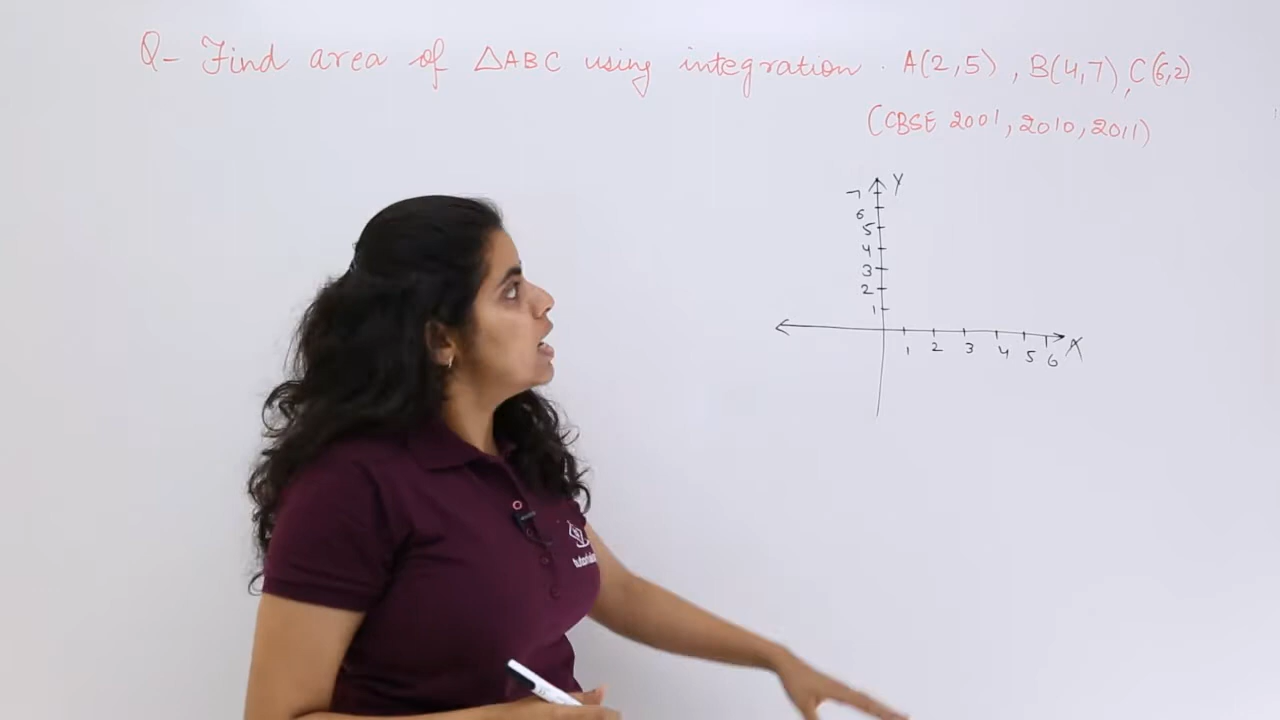 Q- Find area of △ABC using integration. A(2,5), B(4,7), C(6,2)
(CBSE 2001, 2010, 2011)
Y
7
6
5
4
3
2
1
1 2 3 4 5 6 X